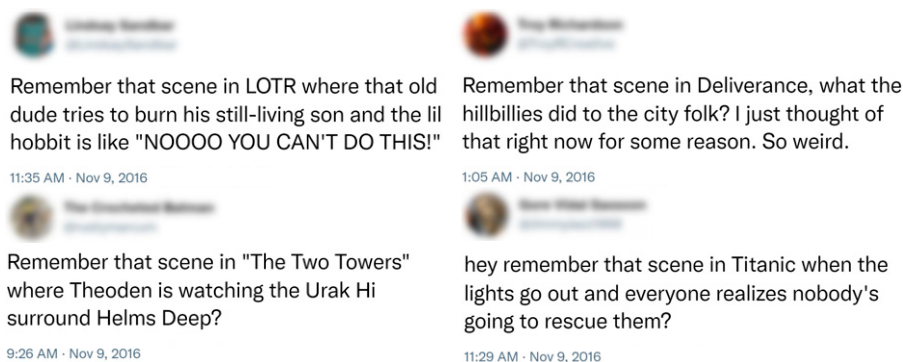 Remember that scene in LOTR where that old
dude tries to burn his still-living son and the lil
hobbit is like "NOOOO YOU CAN'T DO THIS!"
11:35 AM · Nov 9, 2016
Remember that scene in Deliverance, what the
hillbillies did to the city folk? I just thought of
that right now for some reason. So weird.
1:05 AM · Nov 9, 2016
Remember that scene in "The Two Towers"
where Theoden is watching the Urak Hi
surround Helms Deep?
9:26 AM · Nov 9, 2016
hey remember that scene in Titanic when the
lights go out and everyone realizes nobody's
going to rescue them?
11:29 AM · Nov 9, 2016